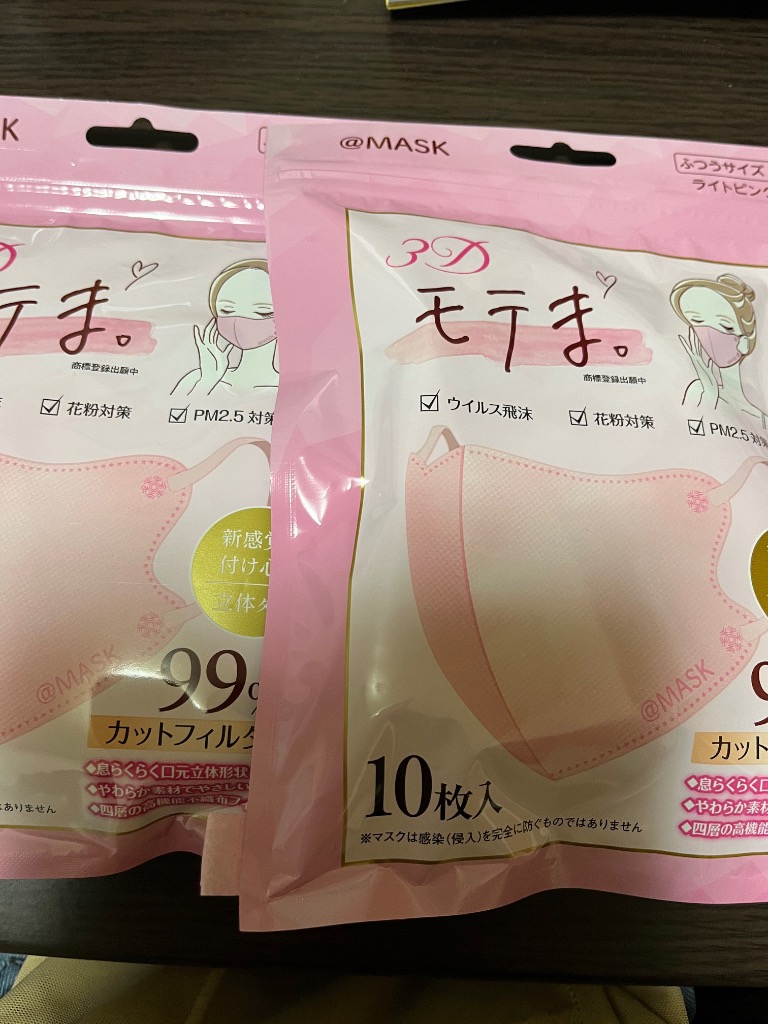 K
3D
モテま。
商標登録出願中
花粉対策
PM2.5 対策
新感覚
付け心
立体
@MASK
99%
カットフィルタ
◆息らくらく口元立体形状
◆やわらか素材でやさしい
◆四層の高機能不織布フ
ありません
@MASK
ふつうサイズ
ライトピンク
3D
モテま。
商標登録出願中
ウイルス飛沫
花粉対策
PM2.5 対
@MASK
9
カット
10枚入
◆息らくらく口
◆やわらか素材
◆四層の高機能
※マスクは感染(侵入)を完全に防ぐものではありません